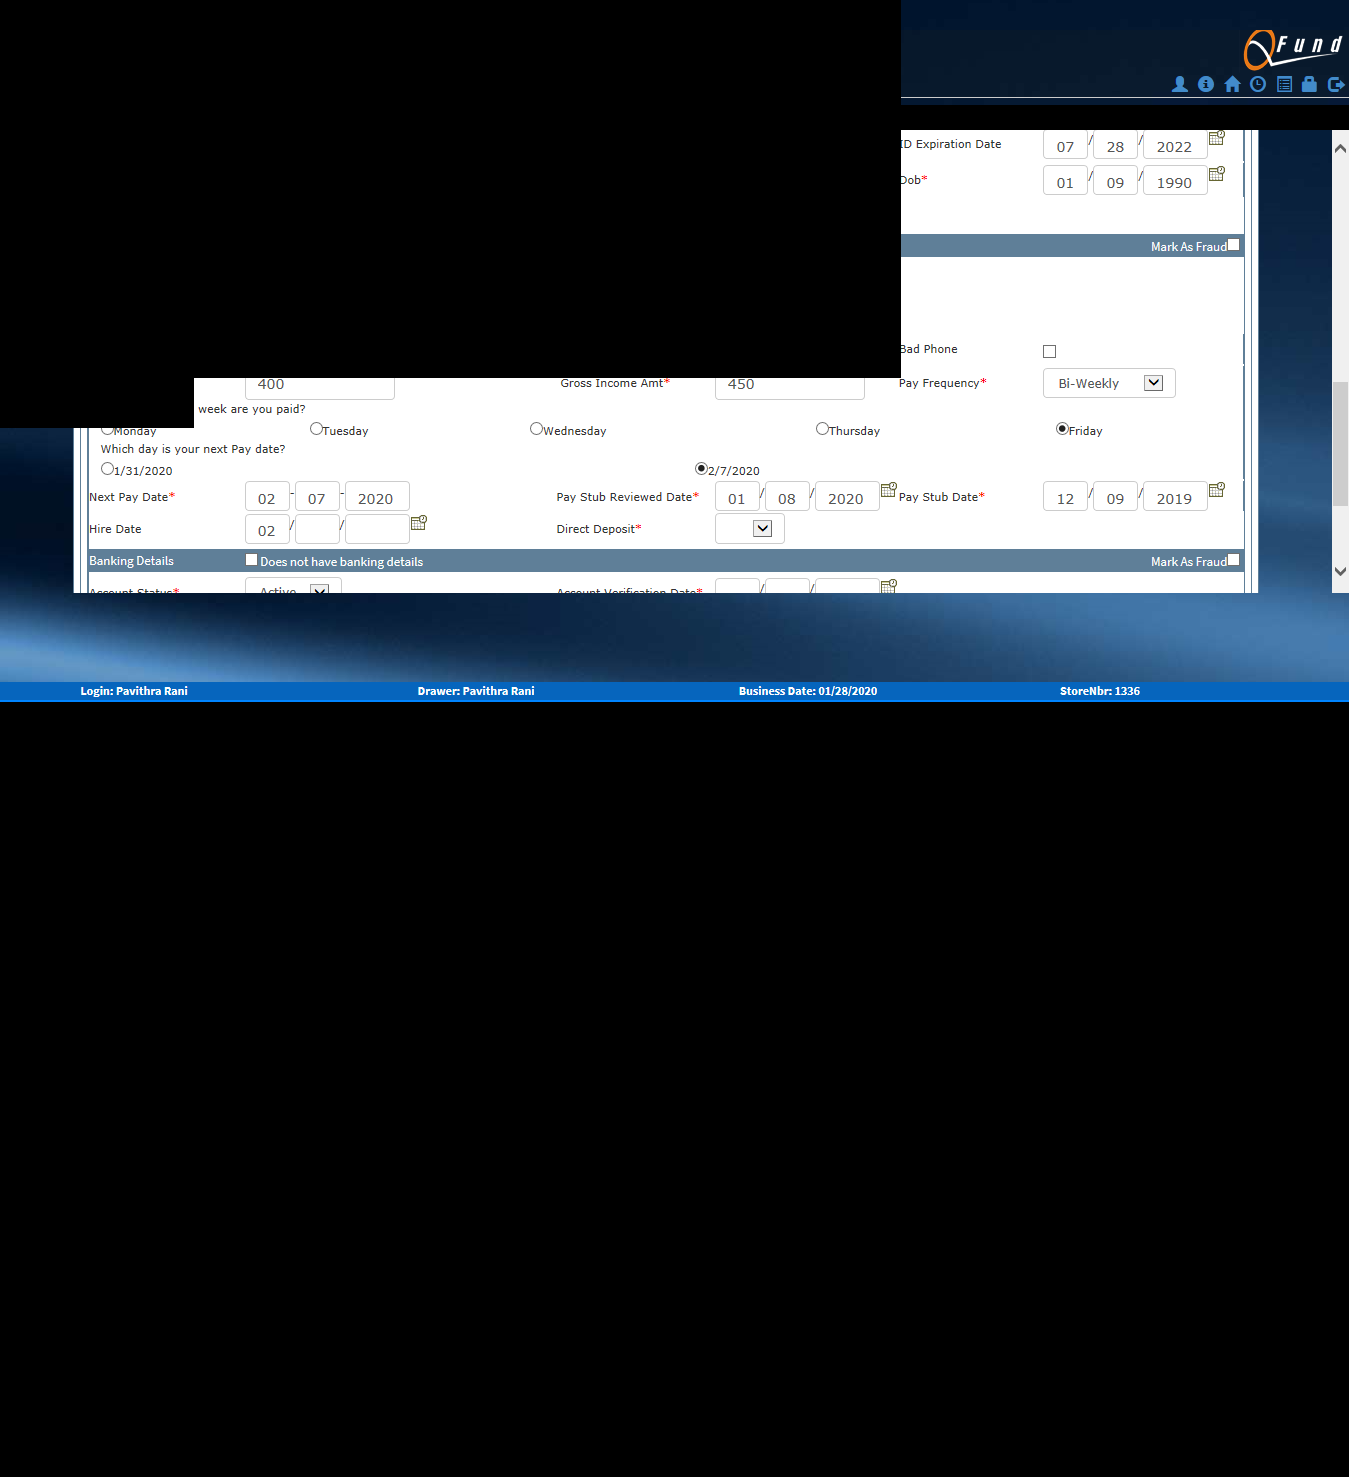 QFund
ID Expiration Date 07 / 28 / 2022
Dob* 01 / 09 / 1990
Mark As Fraud
Bad Phone
400 Gross Income Amt* 450 Pay Frequency* Bi-Weekly
week are you paid?
Monday Tuesday Wednesday Thursday Friday
Which day is your next Pay date?
1/31/2020 2/7/2020
Next Pay Date* 02 - 07 - 2020 Pay Stub Reviewed Date* 01 / 08 / 2020 Pay Stub Date* 12 / 09 / 2019
Hire Date 02 / / Direct Deposit*
Banking Details Does not have banking details Mark As Fraud
Account Status* Active Account Verification Date* / /
Login: Pavithra Rani Drawer: Pavithra Rani Business Date: 01/28/2020 StoreNbr: 1336